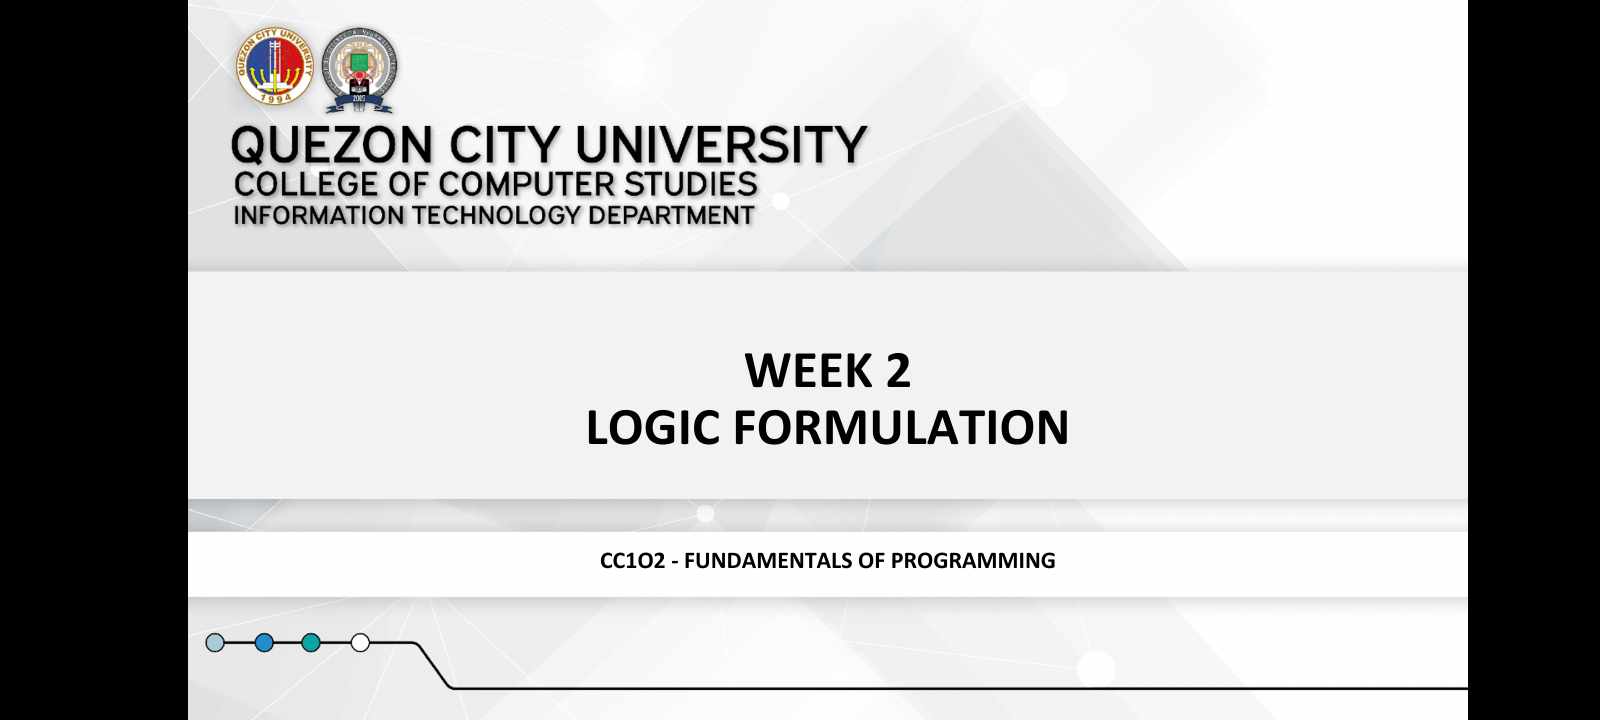 QUEZON CITY UNIVERSITY
1994
2005
QUEZON CITY UNIVERSITY
COLLEGE OF COMPUTER STUDIES
INFORMATION TECHNOLOGY DEPARTMENT
WEEK 2
LOGIC FORMULATION
CC1O2 - FUNDAMENTALS OF PROGRAMMING